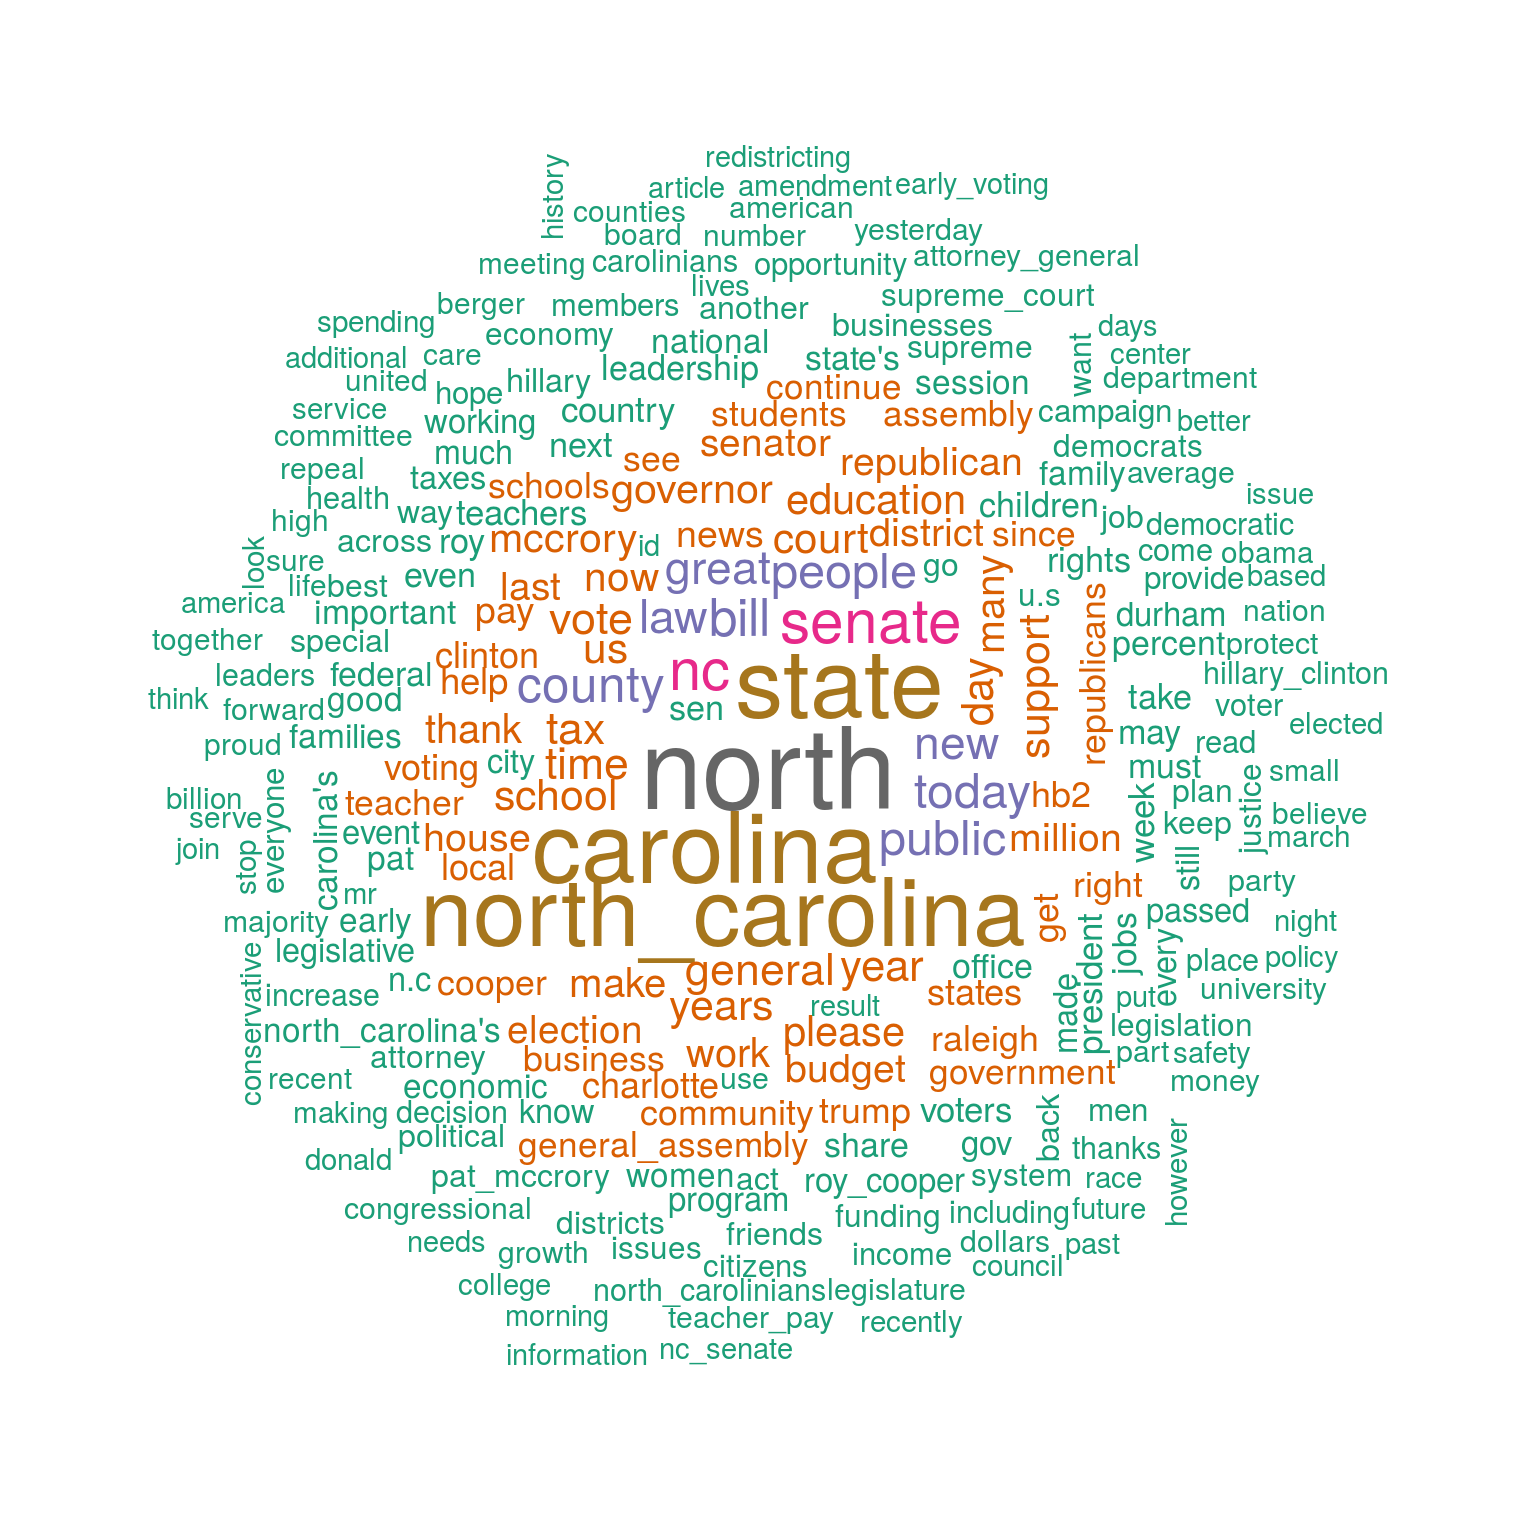 redistricting
history
article
amendment
early_voting
counties
american
board
number
yesterday
meeting
carolinians
opportunity
attorney_general
lives
berger
members
another
supreme_court
spending
economy
national
businesses
days
additional
care
state's
supreme
want
center
united
hope
hillary
leadership
continue
session
department
service
working
country
students
assembly
campaign
better
committee
much
next
see
senator
republican
democrats
repeal
taxes
schools
governor
education
family
average
health
way
teachers
children
issue
high
across
roy
mccrory
id
news
court
district
since
job
democratic
look
sure
life
best
even
last
now
great
people
go
many
rights
come
obama
america
important
pay
vote
law
bill
senate
u.s
republicans
provide
based
together
special
clinton
us
support
durham
nation
leaders
federal
help
county
nc
state
day
percent
protect
think
forward
good
sen
take
hillary_clinton
proud
families
thank
tax
north
new
may
voter
elected
voting
city
time
must
read
billion
everyone
carolina's
teacher
school
today
hb2
week
plan
justice
small
serve
event
house
carolina
public
million
keep
believe
join
stop
pat
local
still
march
mr
right
party
majority
early
north_carolina
get
passed
night
conservative
legislative
general
year
office
president
jobs
every
place
policy
increase
n.c
cooper
make
years
result
states
made
put
university
north_carolina's
election
please
raleigh
legislation
attorney
business
work
budget
government
part
safety
recent
economic
charlotte
use
money
making
decision
know
community
trump
voters
back
men
political
general_assembly
share
gov
thanks
however
donald
pat_mccrory
women
act
roy_cooper
system
race
congressional
program
districts
funding
including
future
needs
growth
issues
friends
income
dollars
past
college
citizens
council
north_carolinians
legislature
morning
teacher_pay
recently
information
nc_senate